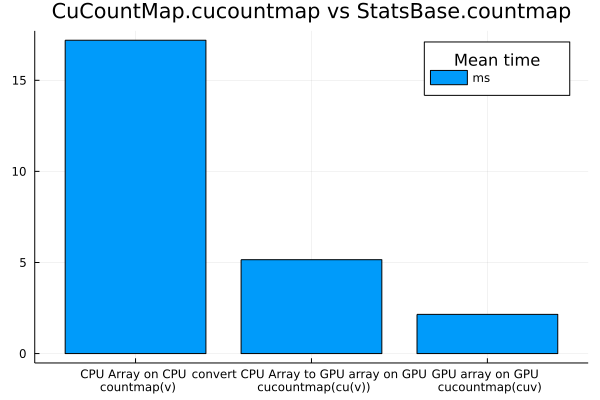 CuCountMap.cucountmap vs StatsBase.countmap
Mean time
ms
15
10
5
0
CPU Array on CPU convert CPU Array to GPU array on GPU GPU array on GPU
countmap(v) cucountmap(cu(v)) cucountmap(cuv)